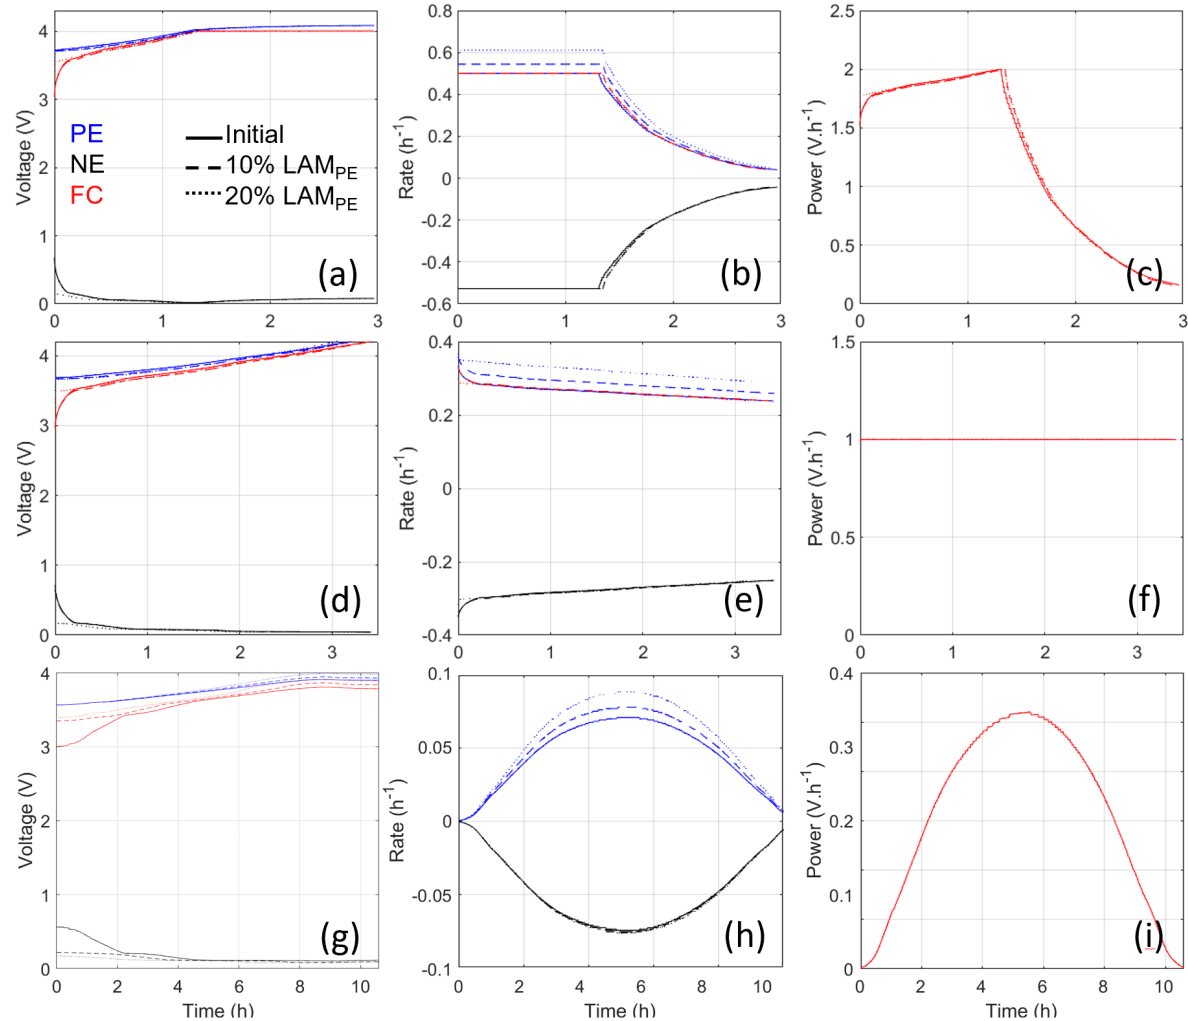 4
3
4
1
0
Voltage (V)
PE
NE
FC
Initial
10% LAM_PE
20% LAM_PE
(a)
0 1 2 3
0.8
0.6
0.4
0.2
0
-0.2
-0.4
-0.6
Rate (h⁻¹)
(b)
0 1 2 3
2.5
2
1.5
1
0.5
0
Power (V.h⁻¹)
(c)
0 1 2 3
4
3
2
1
0
Voltage (V)
(d)
0 1 2 3
0.4
0.2
0
-0.2
-0.4
Rate (h⁻¹)
(e)
0 1 2 3
1.5
1
0.5
1
0
Power (V.h⁻¹)
(f)
0 1 2 3
4
3
2
1
0
Voltage (V)
(g)
0 2 4 6 8 10
Time (h)
0.1
0.05
0
-0.05
-0.1
Rate (h⁻¹)
(h)
0 2 4 6 8 10
Time (h)
0.4
0.3
0.2
0.1
0
Power (V.h⁻¹)
(i)
0 2 4 6 8 10
Time (h)